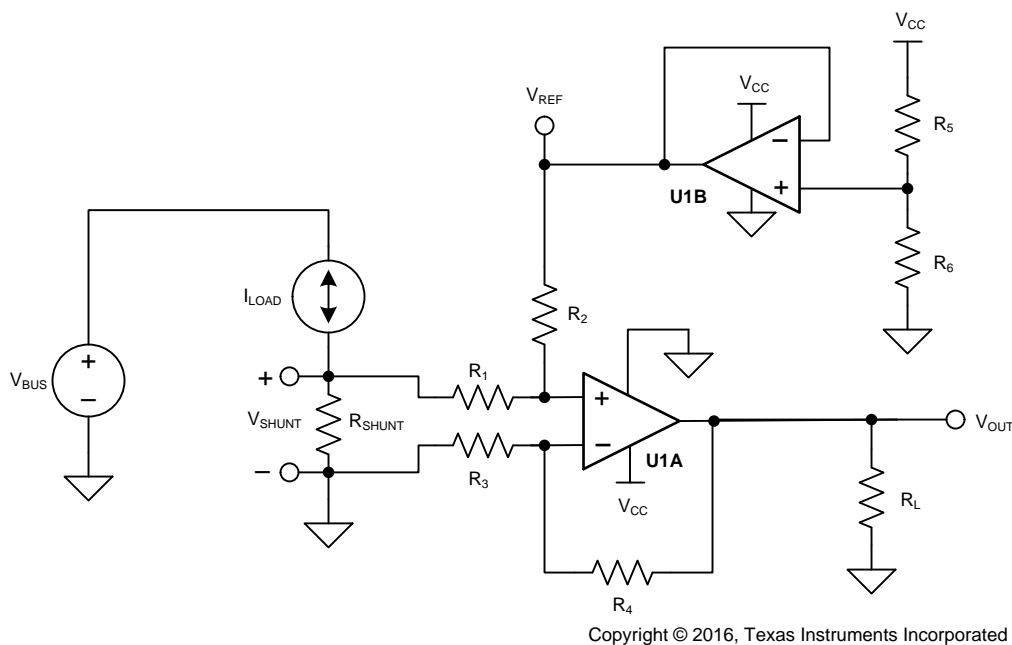 V_CC
V_CC
V_REF
R_5
−
+
U1B
R_6
I_LOAD
R_2
+
−
V_BUS
+
R_1
V_SHUNT
R_SHUNT
−
R_3
+
−
U1A
V_CC
V_OUT
R_L
R_4
Copyright © 2016, Texas Instruments Incorporated